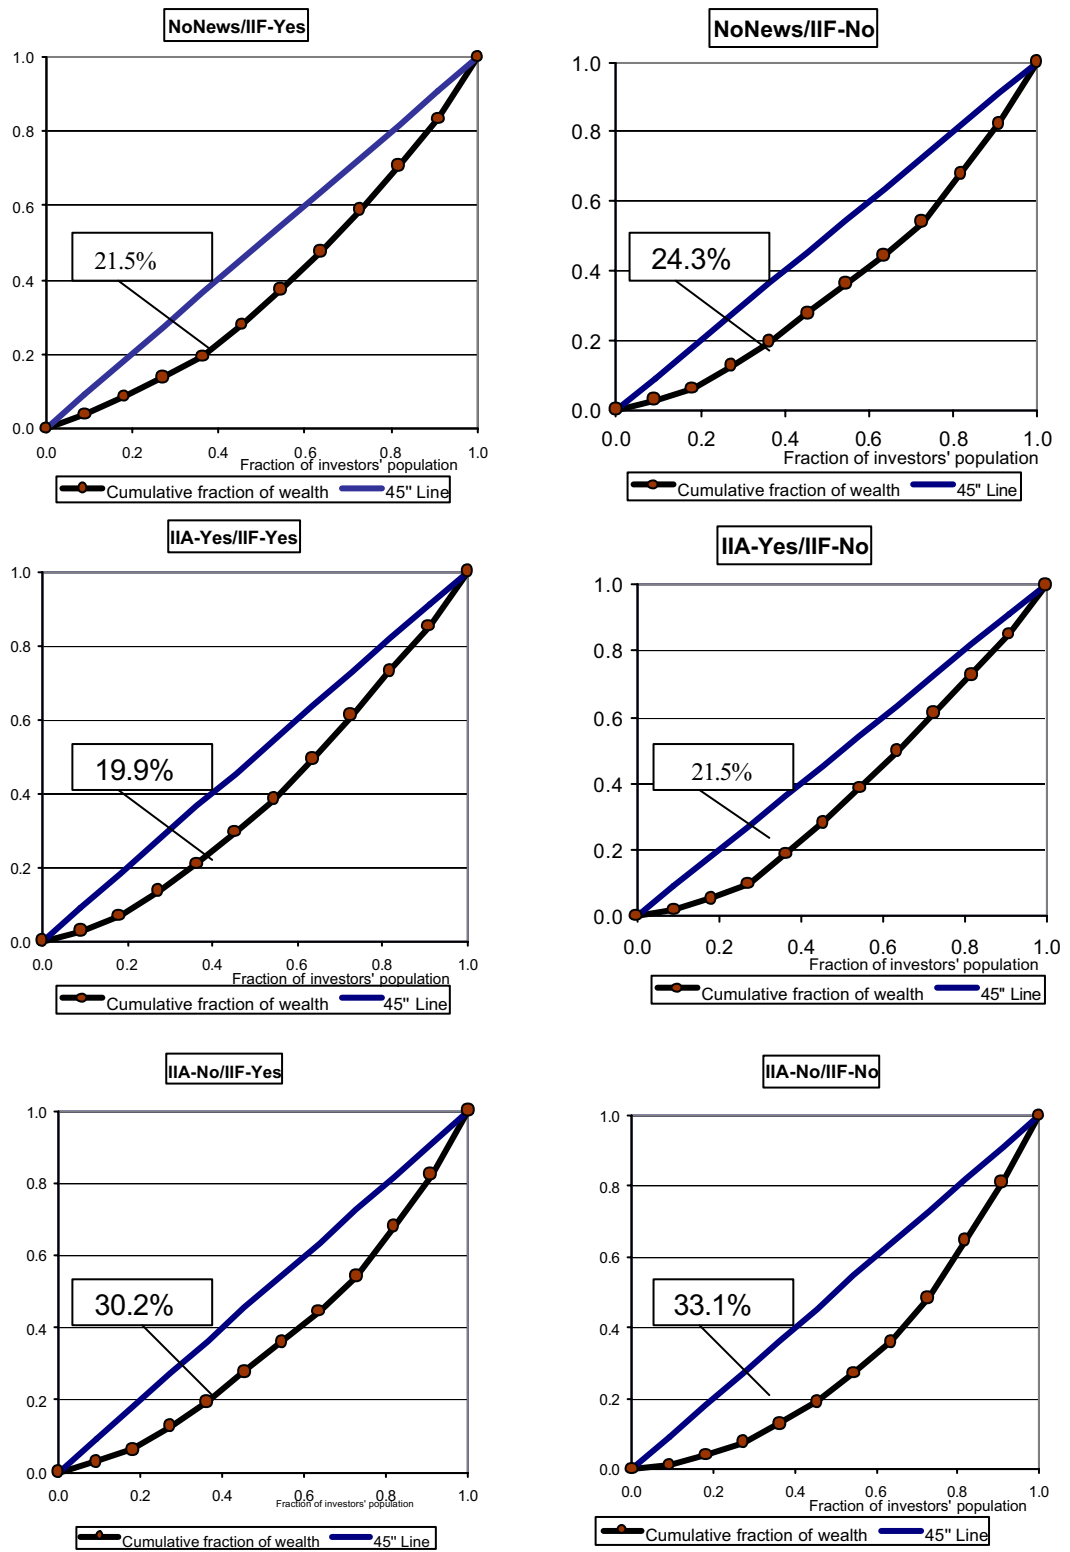 NoNews/IIF-Yes
1.0
0.8
0.6
21.5%
0.4
0.2
0.0
0.0 0.2 0.4 0.6 0.8 1.0
Fraction of investors' population
Cumulative fraction of wealth 45" Line
NoNews/IIF-No
1.0
0.8
0.6
24.3%
0.4
0.2
0.0
0.0 0.2 0.4 0.6 0.8 1.0
Fraction of investors' population
Cumulative fraction of wealth 45" Line
IIA-Yes/IIF-Yes
1.0
0.8
0.6
19.9%
0.4
0.2
0.0
0.0 0.2 0.4 0.6 0.8 1.0
Fraction of investors' population
Cumulative fraction of wealth 45" Line
IIA-Yes/IIF-No
1.0
0.8
0.6
21.5%
0.4
0.2
0.0
0.0 0.2 0.4 0.6 0.8 1.0
Fraction of investors' population
Cumulative fraction of wealth 45" Line
IIA-No/IIF-Yes
1.0
0.8
0.6
30.2%
0.4
0.2
0.0
0.0 0.2 0.4 0.6 0.8 1.0
Fraction of investors' population
Cumulative fraction of wealth 45" Line
IIA-No/IIF-No
1.0
0.8
0.6
33.1%
0.4
0.2
0.0
0.0 0.2 0.4 0.6 0.8 1.0
Fraction of investors' population
Cumulative fraction of wealth 45" Line